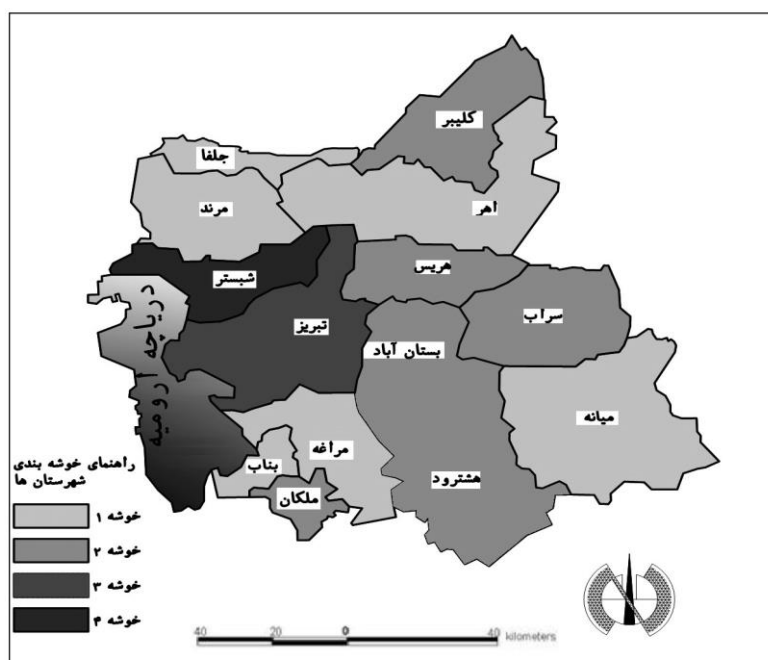 کلیبر
جلفا
مرند
اهر
شبستر
هریس
سراب
تبریز
بستان آباد
دریاچه ارومیه
میانه
مراغه
بناب
هشترود
ملکان
راهنمای خوشه بندی
شهرستان ها
خوشه ۱
خوشه ۲
خوشه ۳
خوشه ۴
40 20 0 40
kilometers